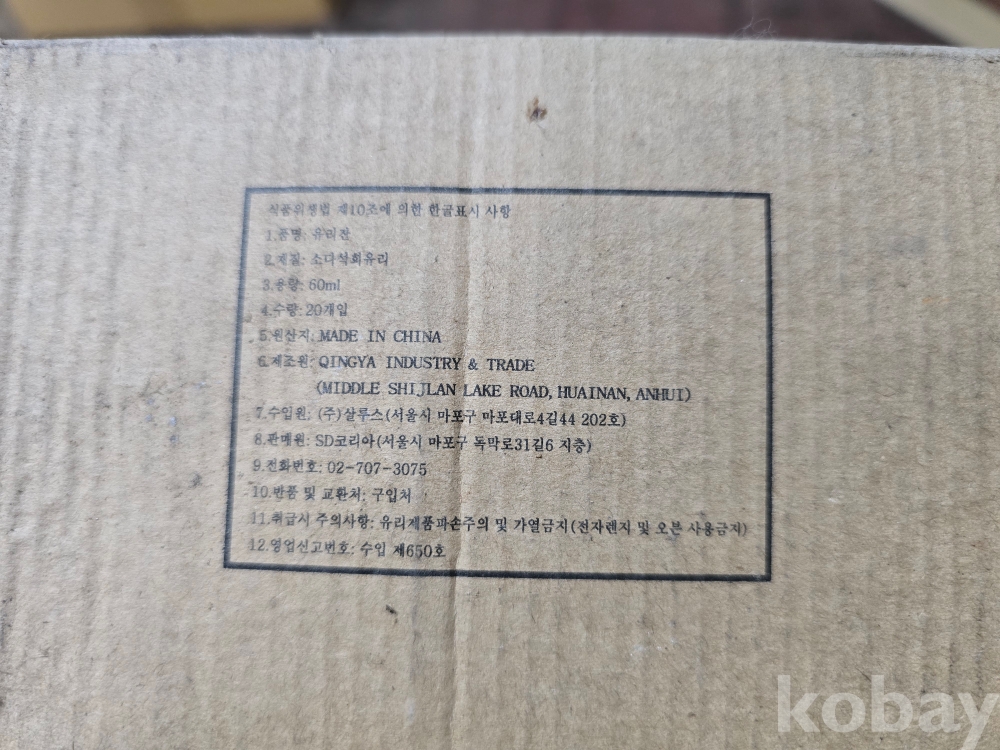 식품위생법 제10조에 의한 한글표시 사항
1.품명: 유리잔
2.재질: 소다석회유리
3.용량: 60ml
4.수량: 20개입
5.원산지: MADE IN CHINA
6.제조원: QINGYA INDUSTRY & TRADE
(MIDDLE SHIJLAN LAKE ROAD, HUAINAN, ANHUI)
7.수입원: (주)살루스(서울시 마포구 마포대로4길44 202호)
8.판매원: SD코리아(서울시 마포구 독막로31길6 지층)
9.전화번호: 02-707-3075
10.반품 및 교환처: 구입처
11.취급시 주의사항: 유리제품파손주의 및 가열금지(전자렌지 및 오븐 사용금지)
12.영업신고번호: 수입 제650호
kobay